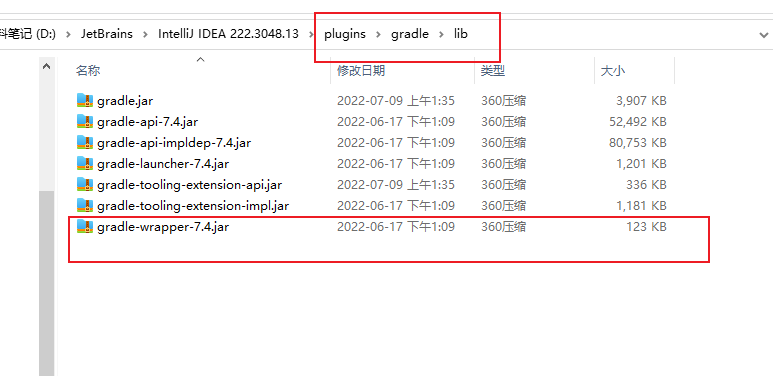 料笔记 (D:) > JetBrains > IntelliJ IDEA 222.3048.13 > plugins > gradle > lib
名称 修改日期 类型 大小
gradle.jar 2022-07-09 上午1:35 360压缩 3,907 KB
gradle-api-7.4.jar 2022-06-17 下午1:09 360压缩 52,492 KB
gradle-api-impldep-7.4.jar 2022-06-17 下午1:09 360压缩 80,753 KB
gradle-launcher-7.4.jar 2022-06-17 下午1:09 360压缩 1,201 KB
gradle-tooling-extension-api.jar 2022-07-09 上午1:35 360压缩 336 KB
gradle-tooling-extension-impl.jar 2022-06-17 下午1:09 360压缩 1,181 KB
gradle-wrapper-7.4.jar 2022-06-17 下午1:09 360压缩 123 KB